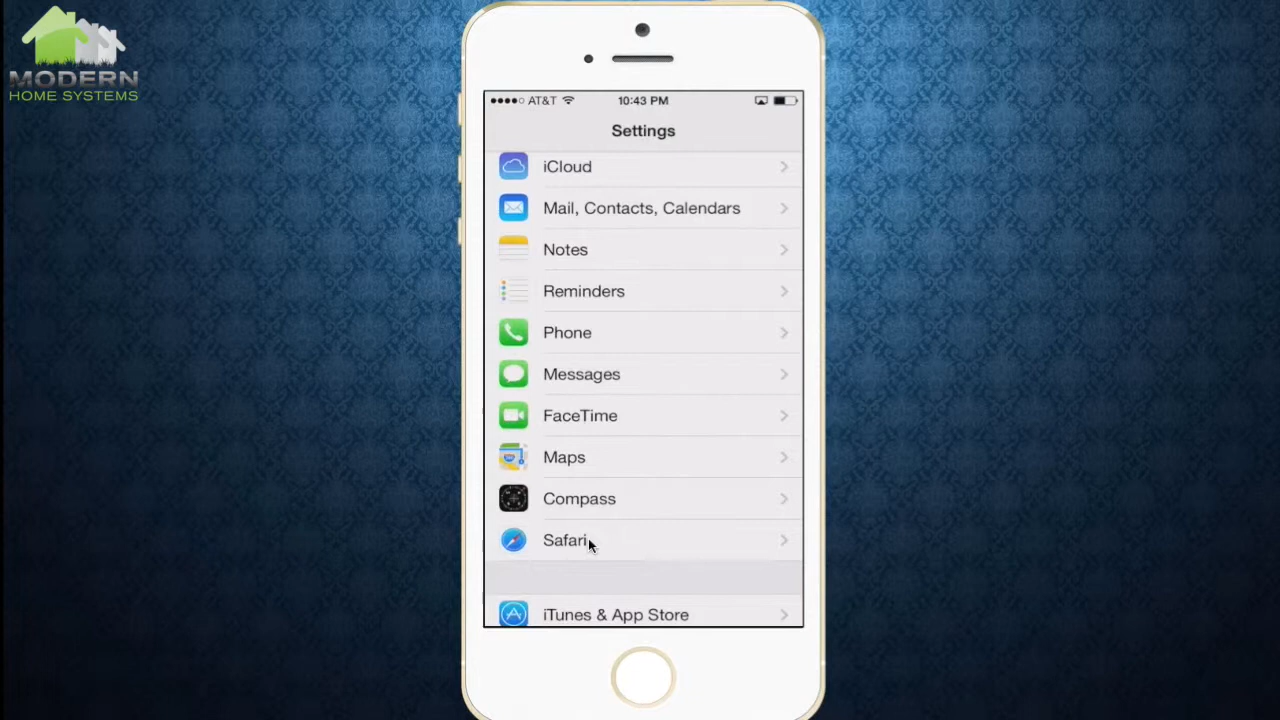 MODERN
HOME SYSTEMS
AT&T 10:43 PM
Settings
iCloud
Mail, Contacts, Calendars
Notes
Reminders
Phone
Messages
FaceTime
Maps
Compass
Safari
iTunes & App Store